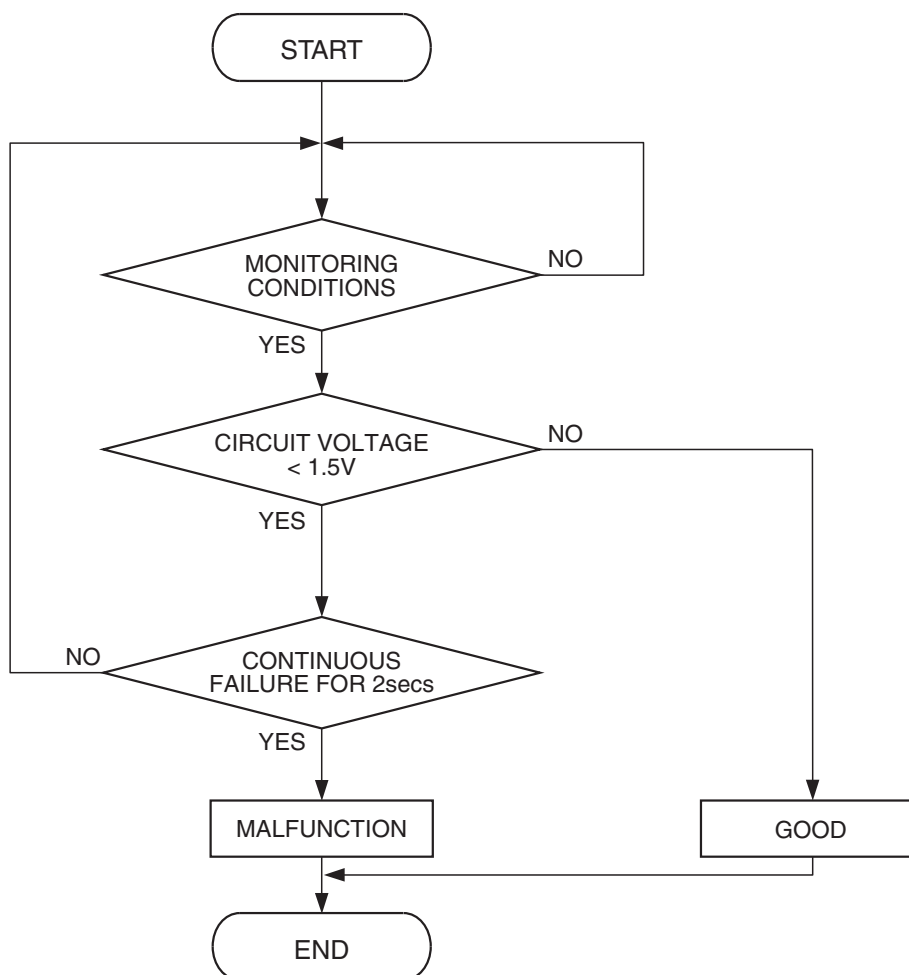 START
MONITORING
CONDITIONS
NO
YES
CIRCUIT VOLTAGE
< 1.5V
NO
YES
CONTINUOUS
FAILURE FOR 2secs
NO
YES
MALFUNCTION
GOOD
END